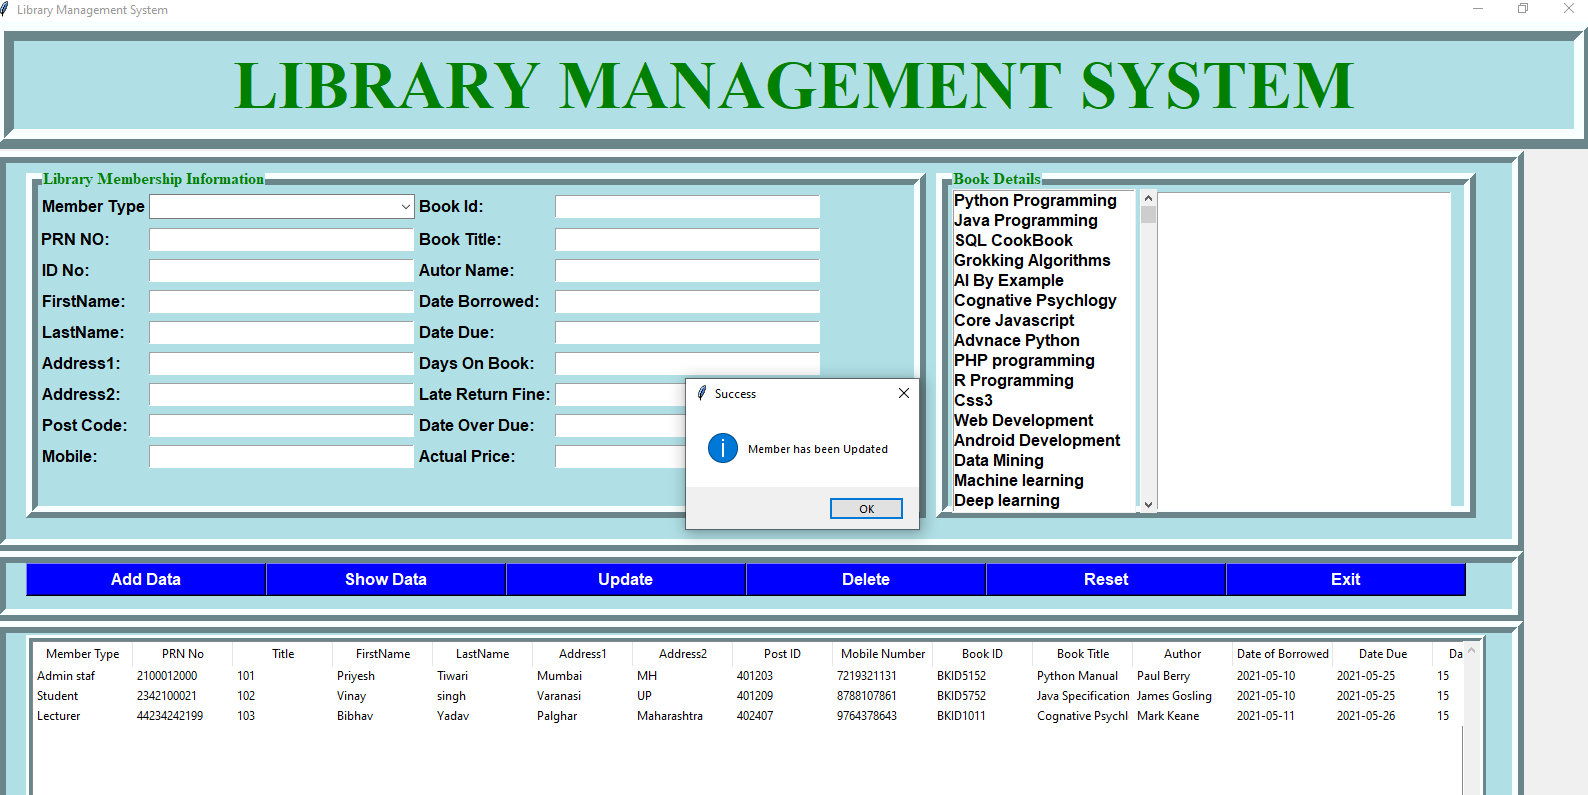 Library Management System
LIBRARY MANAGEMENT SYSTEM
Library Membership Information
Member Type
Book Id:
PRN NO:
Book Title:
ID No:
Autor Name:
FirstName:
Date Borrowed:
LastName:
Date Due:
Address1:
Days On Book:
Address2:
Late Return Fine:
Post Code:
Date Over Due:
Mobile:
Actual Price:
Book Details
Python Programming
Java Programming
SQL CookBook
Grokking Algorithms
AI By Example
Cognative Psychlogy
Core Javascript
Advnace Python
PHP programming
R Programming
Css3
Web Development
Android Development
Data Mining
Machine learning
Deep learning
Success
Member has been Updated
OK
Add Data Show Data Update Delete Reset Exit
Member Type PRN No Title FirstName LastName Address1 Address2 Post ID Mobile Number Book ID Book Title Author Date of Borrowed Date Due Da
Admin staf 2100012000 101 Priyesh Tiwari Mumbai MH 401203 7219321131 BKID5152 Python Manual Paul Berry 2021-05-10 2021-05-25 15
Student 2342100021 102 Vinay singh Varanasi UP 401209 8788107861 BKID5752 Java Specification James Gosling 2021-05-10 2021-05-25 15
Lecturer 44234242199 103 Bibhav Yadav Palghar Maharashtra 402407 9764378643 BKID1011 Cognative Psychl Mark Keane 2021-05-11 2021-05-26 15